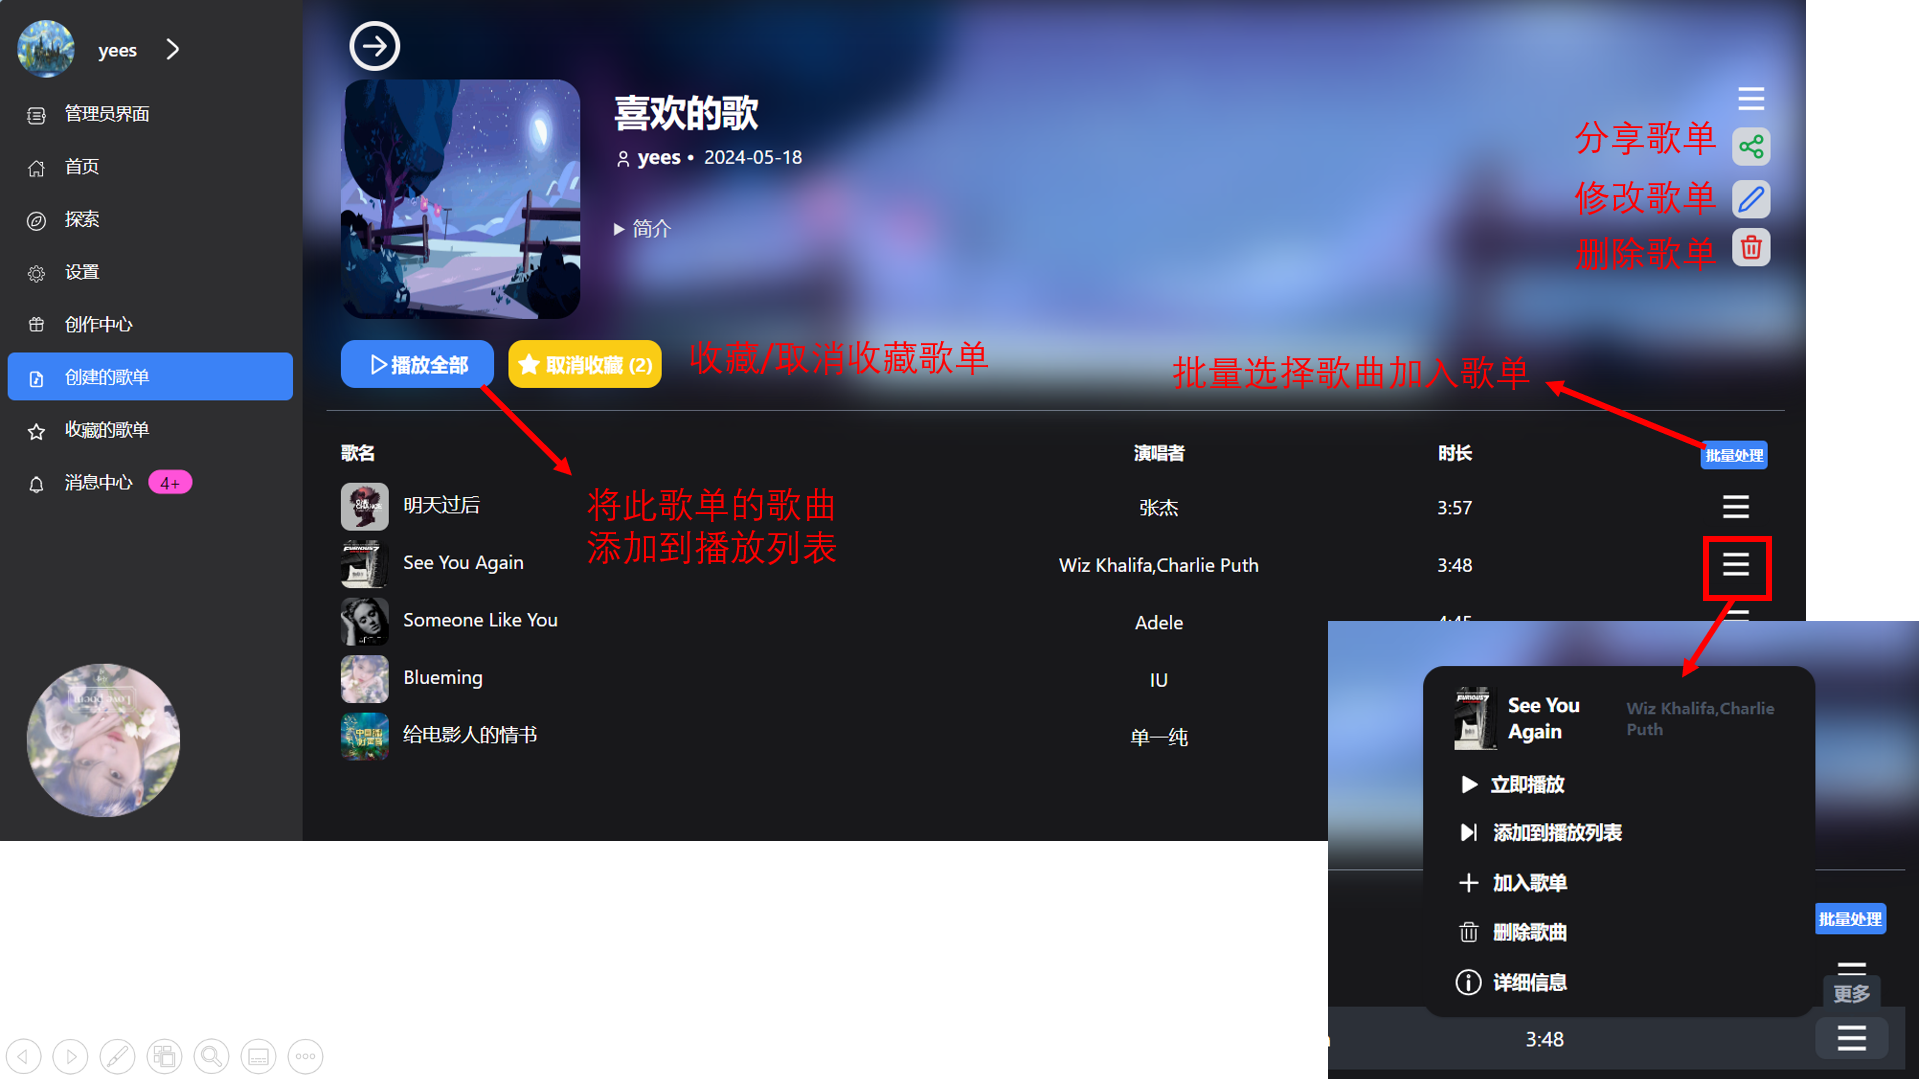 yees
管理员界面
首页
探索
设置
创作中心
创建的歌单
收藏的歌单
消息中心 4+
喜欢的歌
yees • 2024-05-18
简介
分享歌单
修改歌单
删除歌单
播放全部
取消收藏 (2)
收藏/取消收藏歌单
批量选择歌曲加入歌单
歌名 演唱者 时长 批量处理
明天过后 张杰 3:57
将此歌单的歌曲
添加到播放列表
See You Again Wiz Khalifa,Charlie Puth 3:48
Someone Like You Adele 4:45
Blueming IU
给电影人的情书 单一纯
See You
Again
Wiz Khalifa,Charlie
Puth
立即播放
添加到播放列表
加入歌单
删除歌曲
详细信息
批量处理
更多
3:48